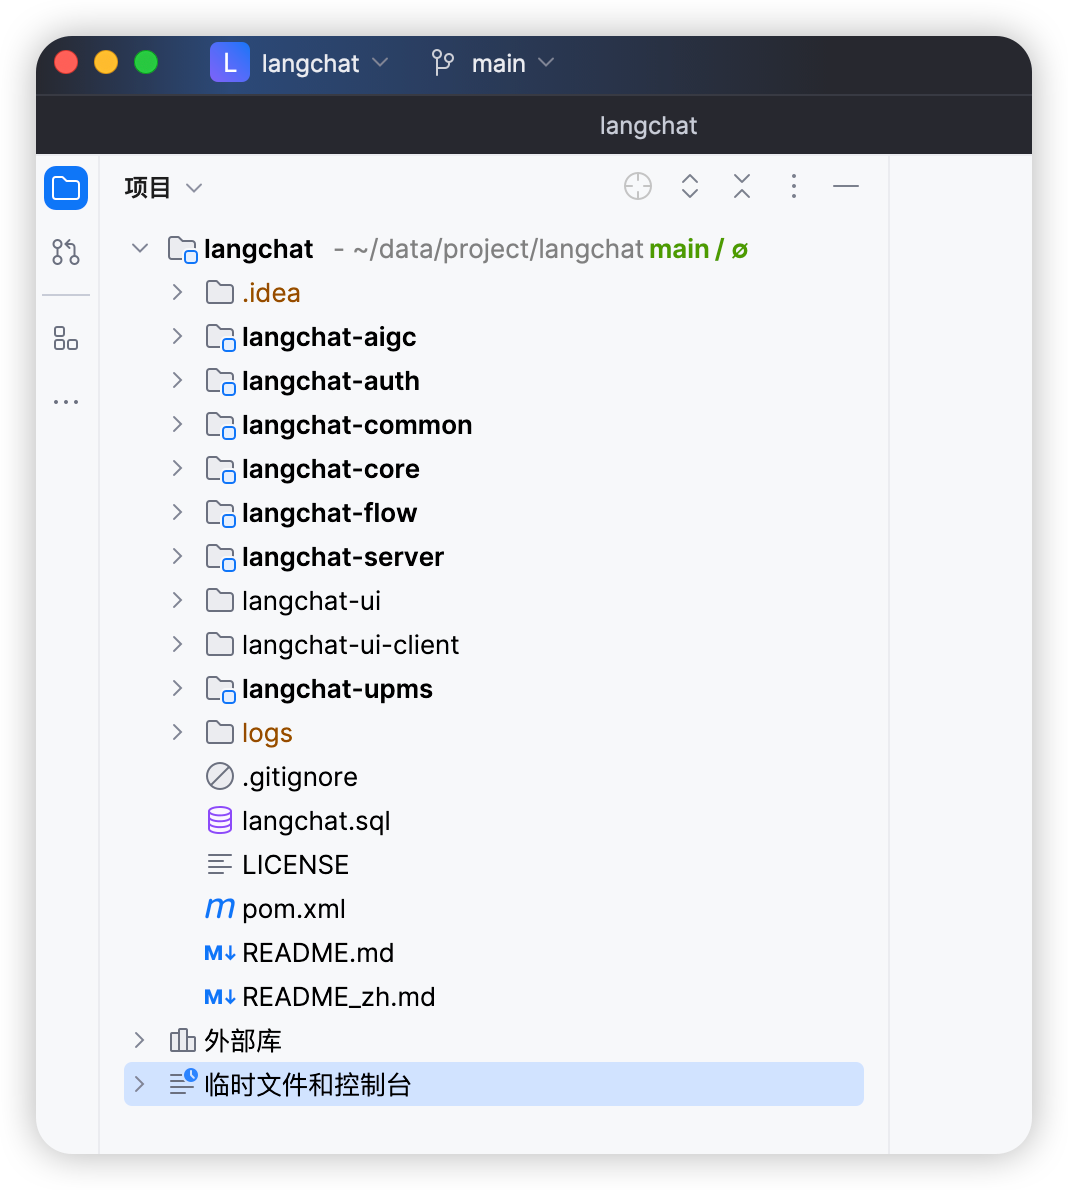 L langchat main
langchat
项目
langchat - ~/data/project/langchat main / ∅
.idea
langchat-aigc
langchat-auth
langchat-common
langchat-core
langchat-flow
langchat-server
langchat-ui
langchat-ui-client
langchat-upms
logs
.gitignore
langchat.sql
LICENSE
m pom.xml
M↓ README.md
M↓ README_zh.md
外部库
临时文件和控制台